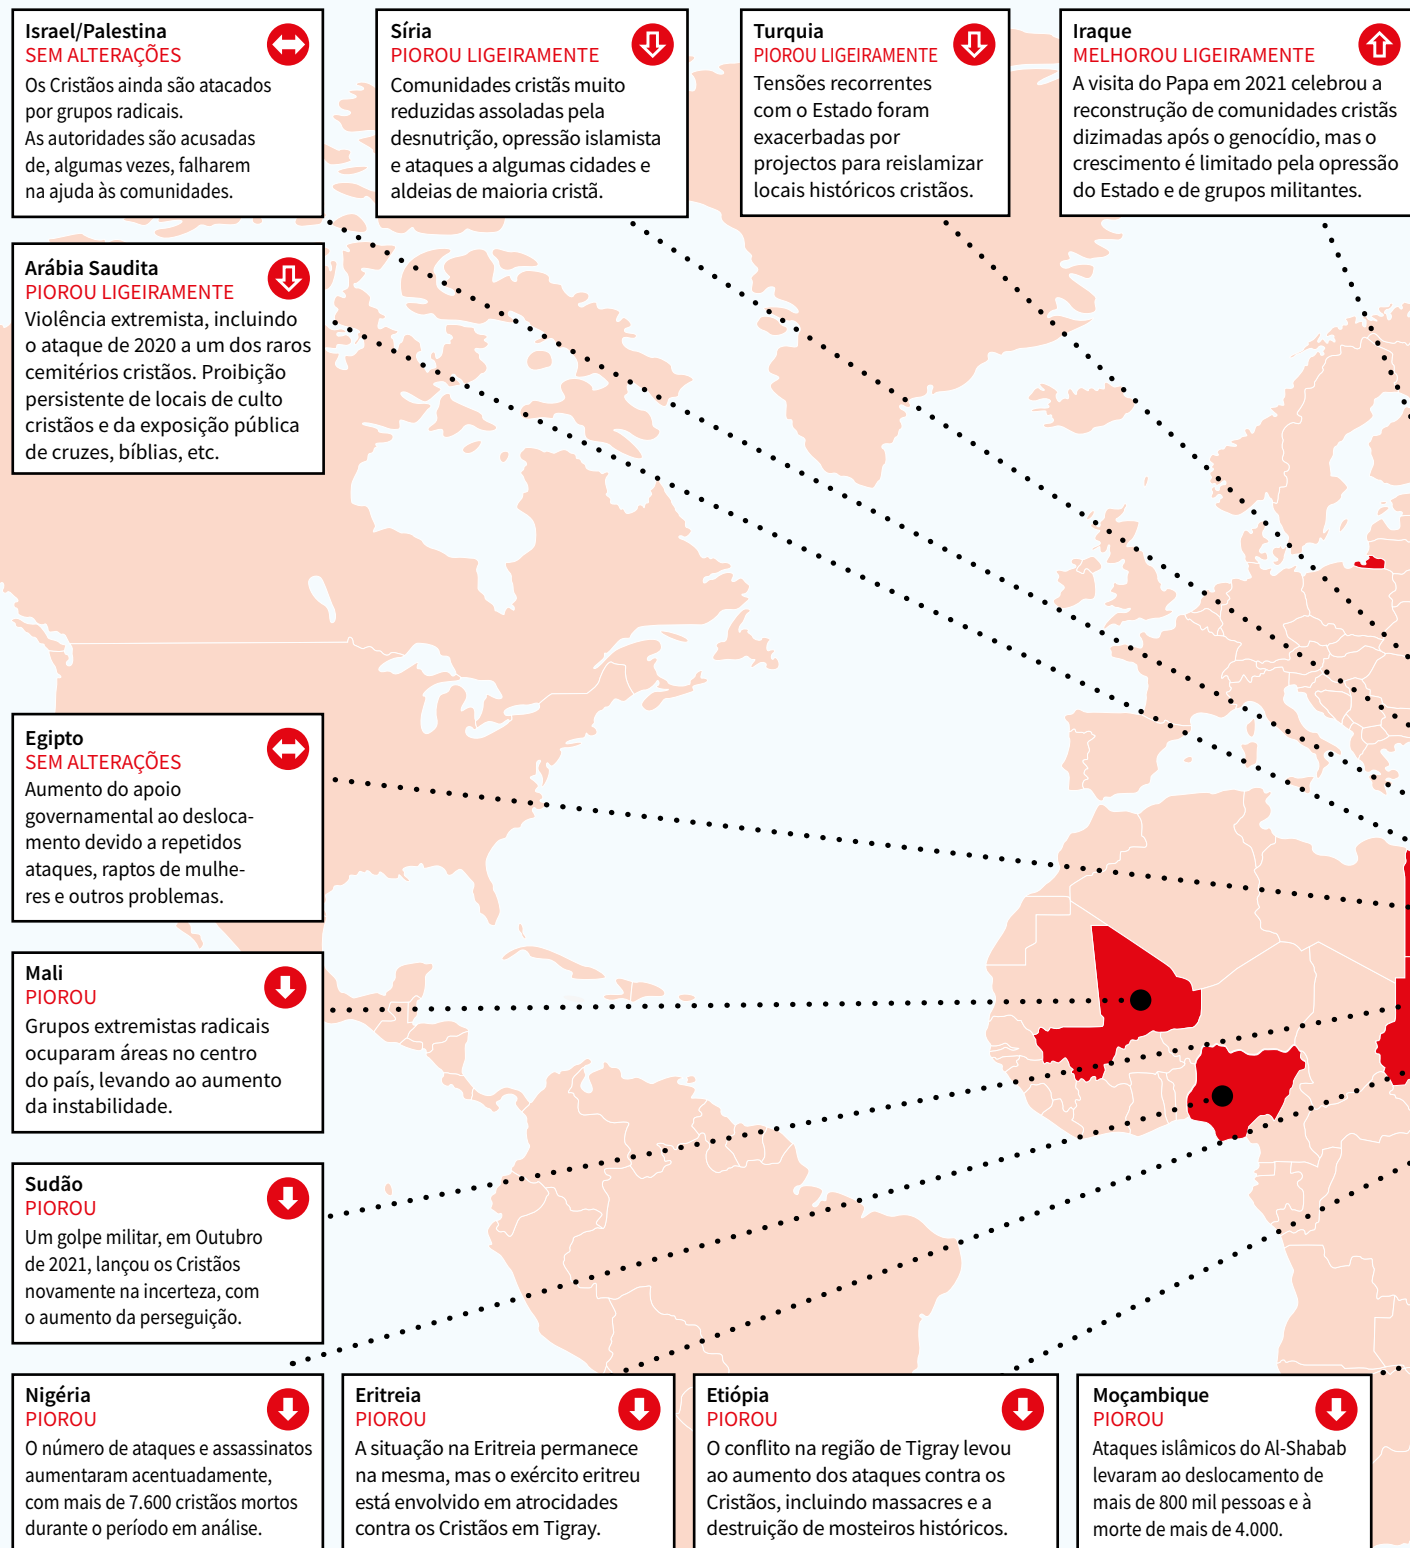 Israel/Palestina
SEM ALTERAÇÕES
Os Cristãos ainda são atacados
por grupos radicais.
As autoridades são acusadas
de, algumas vezes, falharem
na ajuda às comunidades.
Síria
PIOROU LIGEIRAMENTE
Comunidades cristãs muito
reduzidas assoladas pela
desnutrição, opressão islamista
e ataques a algumas cidades e
aldeias de maioria cristã.
Turquia
PIOROU LIGEIRAMENTE
Tensões recorrentes
com o Estado foram
exacerbadas por
projectos para reislamizar
locais históricos cristãos.
Iraque
MELHOROU LIGEIRAMENTE
A visita do Papa em 2021 celebrou a
reconstrução de comunidades cristãs
dizimadas após o genocídio, mas o
crescimento é limitado pela opressão
do Estado e de grupos militantes.
Arábia Saudita
PIOROU LIGEIRAMENTE
Violência extremista, incluindo
o ataque de 2020 a um dos raros
cemitérios cristãos. Proibição
persistente de locais de culto
cristãos e da exposição pública
de cruzes, bíblias, etc.
Egipto
SEM ALTERAÇÕES
Aumento do apoio
governamental ao desloca-
mento devido a repetidos
ataques, raptos de mulhe-
res e outros problemas.
Mali
PIOROU
Grupos extremistas radicais
ocuparam áreas no centro
do país, levando ao aumento
da instabilidade.
Sudão
PIOROU
Um golpe militar, em Outubro
de 2021, lançou os Cristãos
novamente na incerteza, com
o aumento da perseguição.
Nigéria
PIOROU
O número de ataques e assassinatos
aumentaram acentuadamente,
com mais de 7.600 cristãos mortos
durante o período em análise.
Eritreia
PIOROU
A situação na Eritreia permanece
na mesma, mas o exército eritreu
está envolvido em atrocidades
contra os Cristãos em Tigray.
Etiópia
PIOROU
O conflito na região de Tigray levou
ao aumento dos ataques contra os
Cristãos, incluindo massacres e a
destruição de mosteiros históricos.
Moçambique
PIOROU
Ataques islâmicos do Al-Shabab
levaram ao deslocamento de
mais de 800 mil pessoas e à
morte de mais de 4.000.